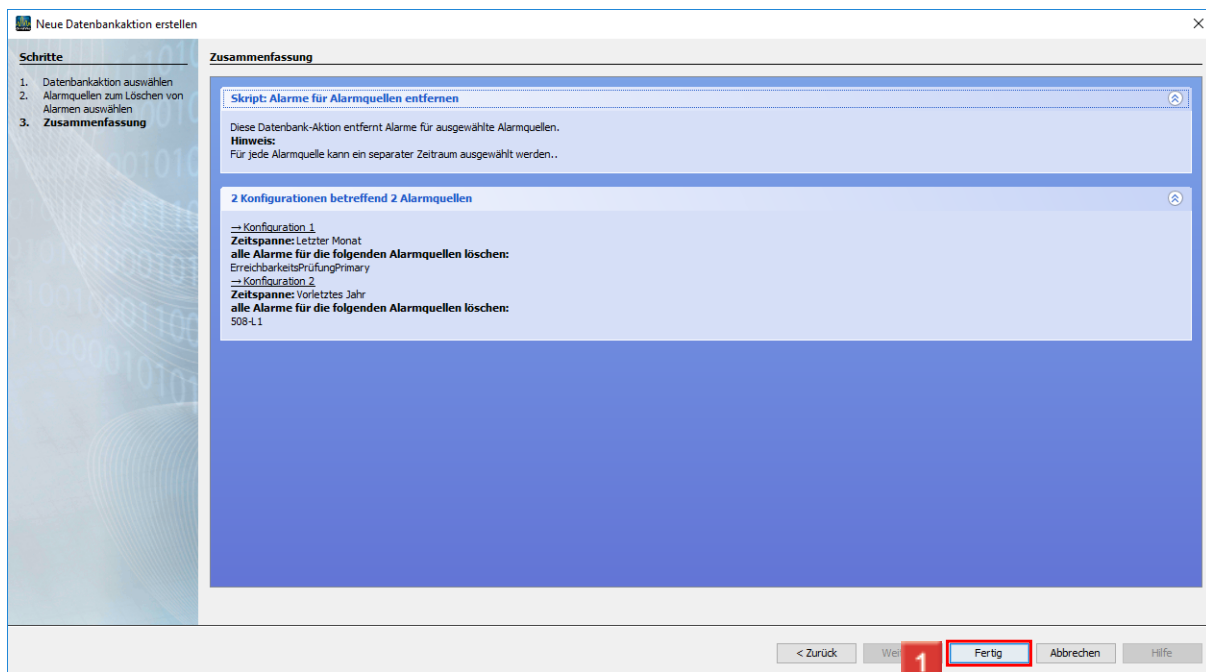 Neue Datenbankaktion erstellen
Schritte
1. Datenbankaktion auswählen
2. Alarmquellen zum Löschen von
Alarmen auswählen
3. Zusammenfassung
Zusammenfassung
Skript: Alarme für Alarmquellen entfernen
Diese Datenbank-Aktion entfernt Alarme für ausgewählte Alarmquellen.
Hinweis:
Für jede Alarmquelle kann ein separater Zeitraum ausgewählt werden..
2 Konfigurationen betreffend 2 Alarmquellen
→ Konfiguration 1
Zeitspanne: Letzter Monat
alle Alarme für die folgenden Alarmquellen löschen:
ErreichbarkeitsPrüfungPrimary
→ Konfiguration 2
Zeitspanne: Vorletztes Jahr
alle Alarme für die folgenden Alarmquellen löschen:
508-L1
< Zurück
1
Fertig
Abbrechen
Hilfe